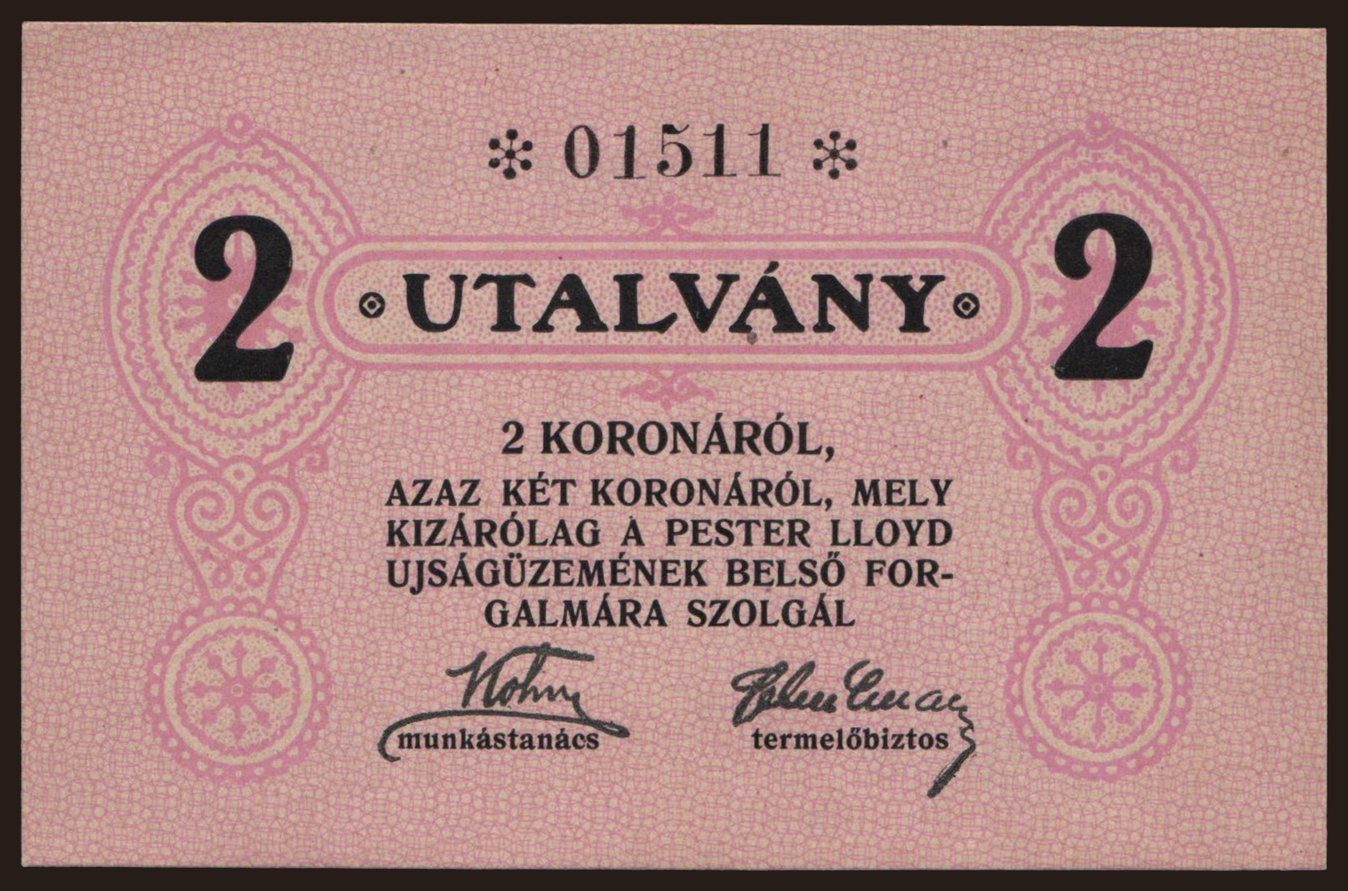 01511
2 UTALVÁNY 2
2 KORONÁRÓL,
AZAZ KÉT KORONÁRÓL, MELY
KIZÁRÓLAG A PESTER LLOYD
UJSÁGÜZEMÉNEK BELSŐ FOR-
GALMÁRA SZOLGÁL
munkástanács termelőbiztos